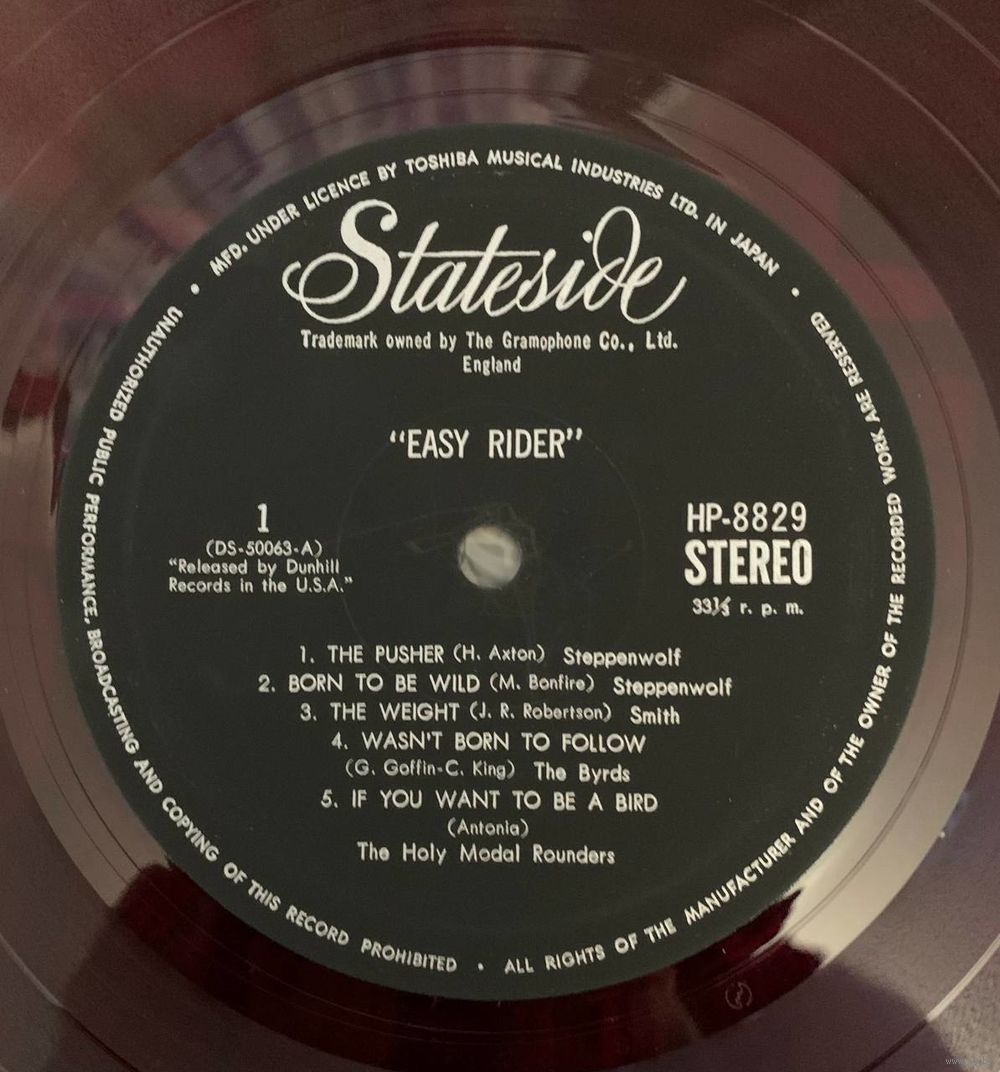 MFD. UNDER LICENCE BY TOSHIBA MUSICAL INDUSTRIES LTD. IN JAPAN •
Stateside
Trademark owned by The Gramophone Co., Ltd.
England
"EASY RIDER"
1
(DS-50063-A)
"Released by Dunhill
Records in the U.S.A."
HP-8829
STEREO
33⅓ r. p. m.
1. THE PUSHER (H. Axton) Steppenwolf
2. BORN TO BE WILD (M. Bonfire) Steppenwolf
3. THE WEIGHT (J. R. Robertson) Smith
4. WASN'T BORN TO FOLLOW
(G. Goffin-C. King) The Byrds
5. IF YOU WANT TO BE A BIRD
(Antonia)
The Holy Modal Rounders
• UNAUTHORIZED PUBLIC PERFORMANCE, BROADCASTING AND COPYING OF THIS RECORD PROHIBITED • ALL RIGHTS OF THE MANUFACTURER AND OF THE OWNER OF THE RECORDED WORK ARE RESERVED